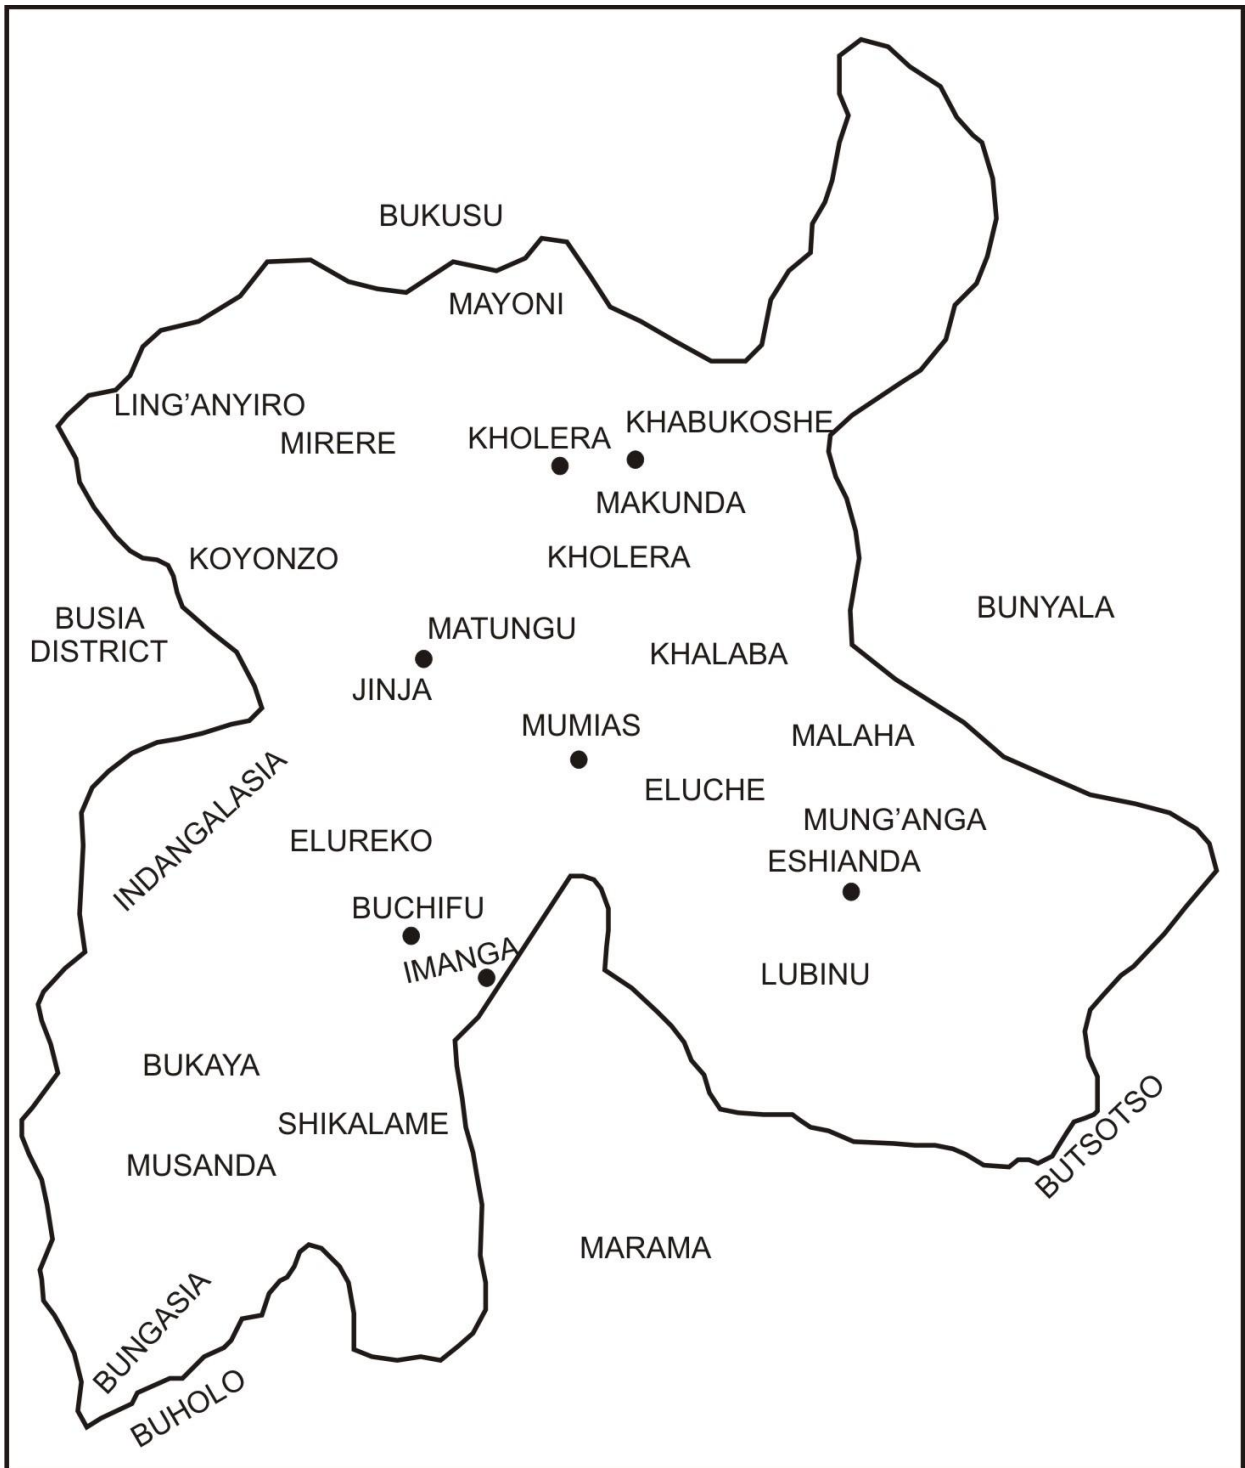 BUKUSU
MAYONI
LING'ANYIRO
MIRERE
KHOLERA
KHABUKOSHE
MAKUNDA
KOYONZO
KHOLERA
BUSIA
DISTRICT
BUNYALA
MATUNGU
KHALABA
JINJA
MUMIAS
MALAHA
INDANGALASIA
ELUCHE
ELUREKO
MUNG'ANGA
ESHIANDA
BUCHIFU
IMANGA
LUBINU
BUKAYA
SHIKALAME
MUSANDA
BUTSOTSO
MARAMA
BUNGASIA
BUHOLO